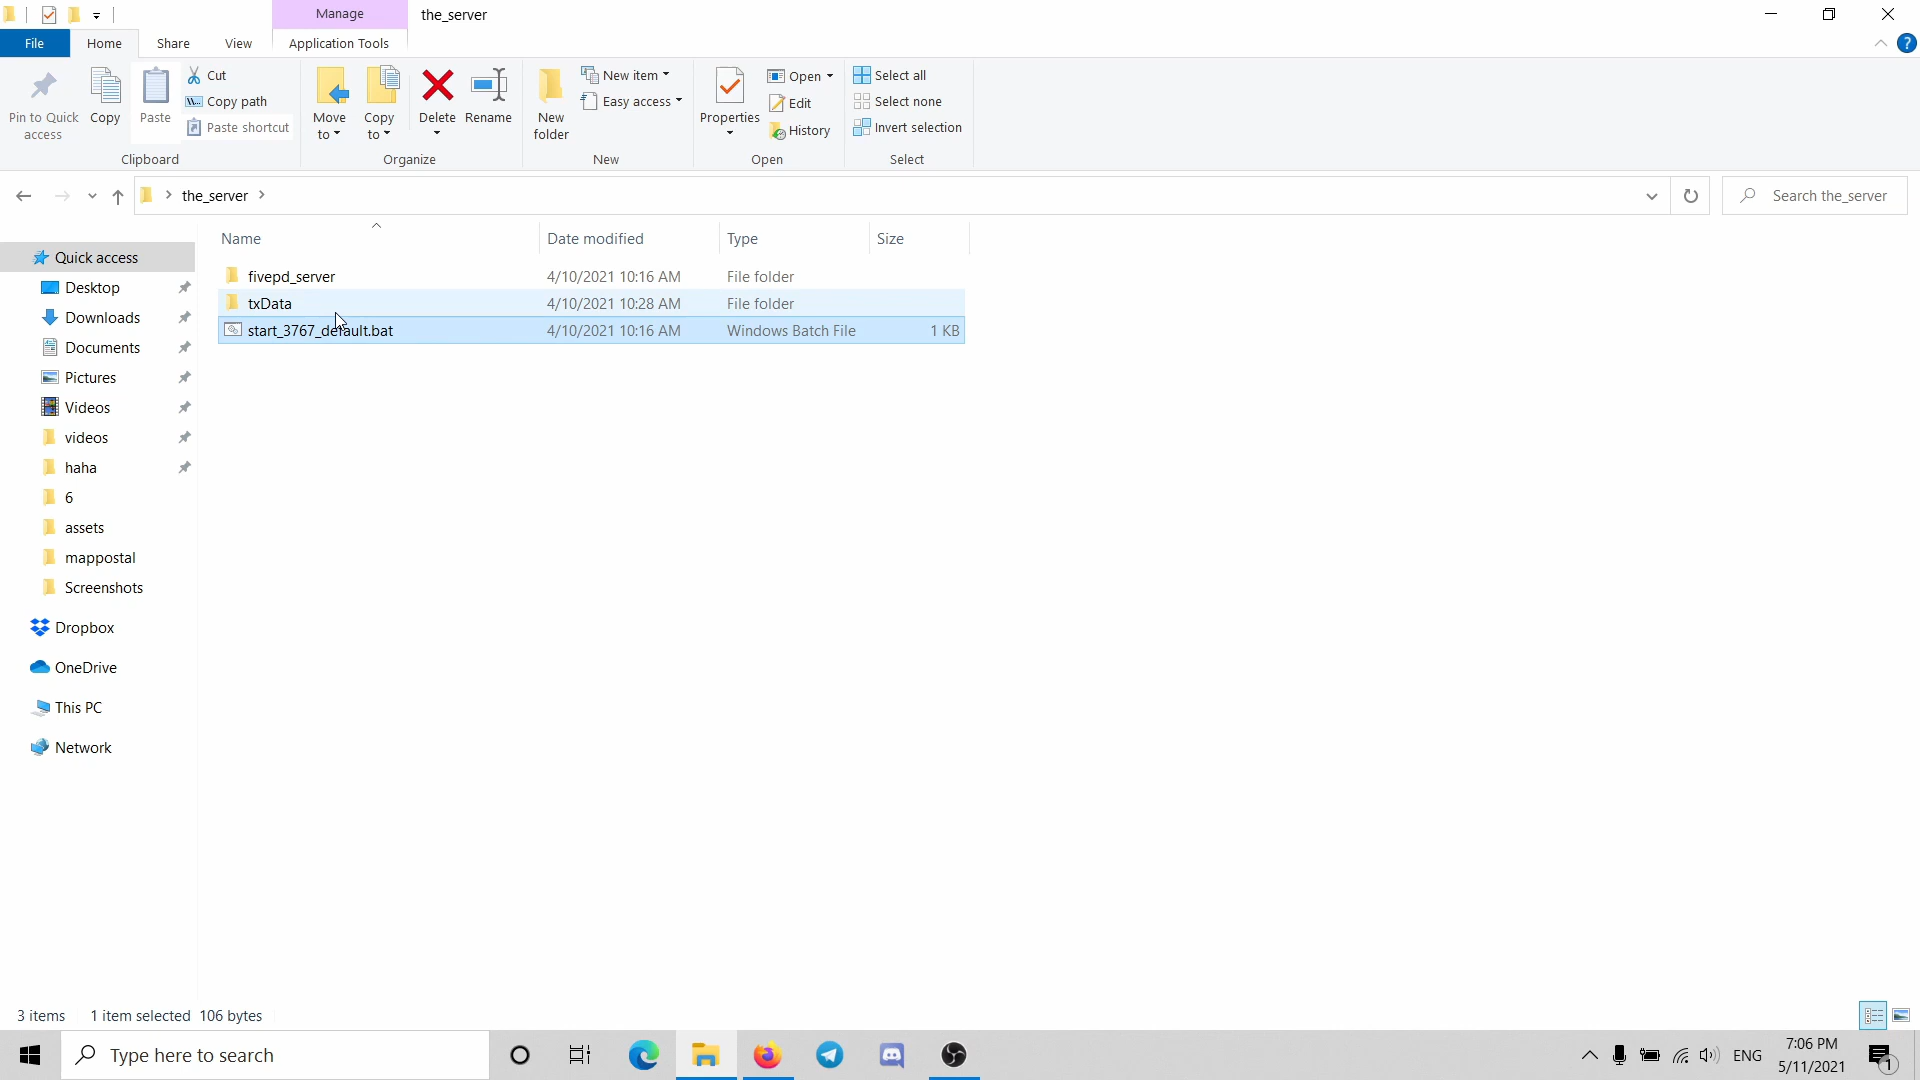 Manage
the_server
File
Home
Share
View
Application Tools
Pin to Quick access
Copy
Paste
Cut
Copy path
Paste shortcut
Move to
Copy to
Delete
Rename
New folder
New item
Easy access
Properties
Open
Edit
History
Select all
Select none
Invert selection
Clipboard
Organize
New
Open
Select
the_server
Search the_server
Name
Date modified
Type
Size
fivepd_server 4/10/2021 10:16 AM File folder
txData 4/10/2021 10:28 AM File folder
start_3767_default.bat 4/10/2021 10:16 AM Windows Batch File 1 KB
Quick access
Desktop
Downloads
Documents
Pictures
Videos
videos
haha
6
assets
mappostal
Screenshots
Dropbox
OneDrive
This PC
Network
3 items 1 item selected 106 bytes
Type here to search
ENG
7:06 PM
5/11/2021
1